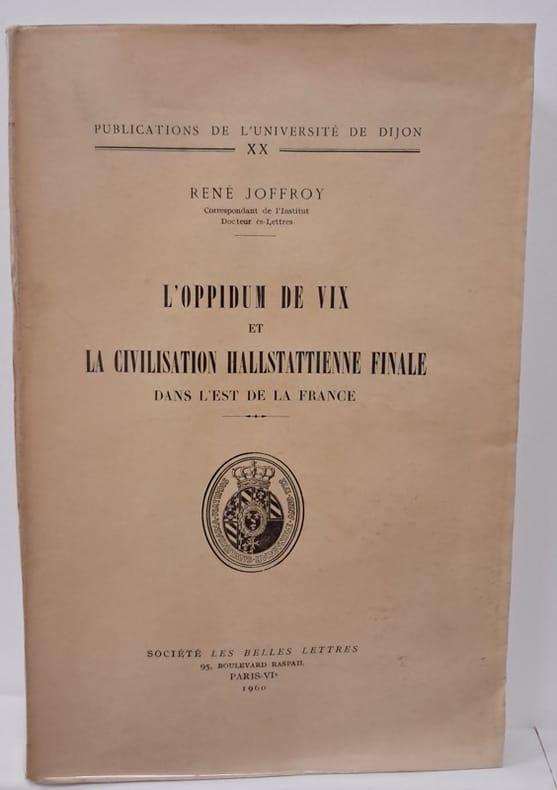 PUBLICATIONS DE L'UNIVERSITÉ DE DIJON
XX
RENÉ JOFFROY
Correspondant de l'Institut
Docteur ès-Lettres
L'OPPIDUM DE VIX
ET
LA CIVILISATION HALLSTATTIENNE FINALE
DANS L'EST DE LA FRANCE
SOCIÉTÉ LES BELLES LETTRES
95, BOULEVARD RASPAIL
PARIS-VIe
1960